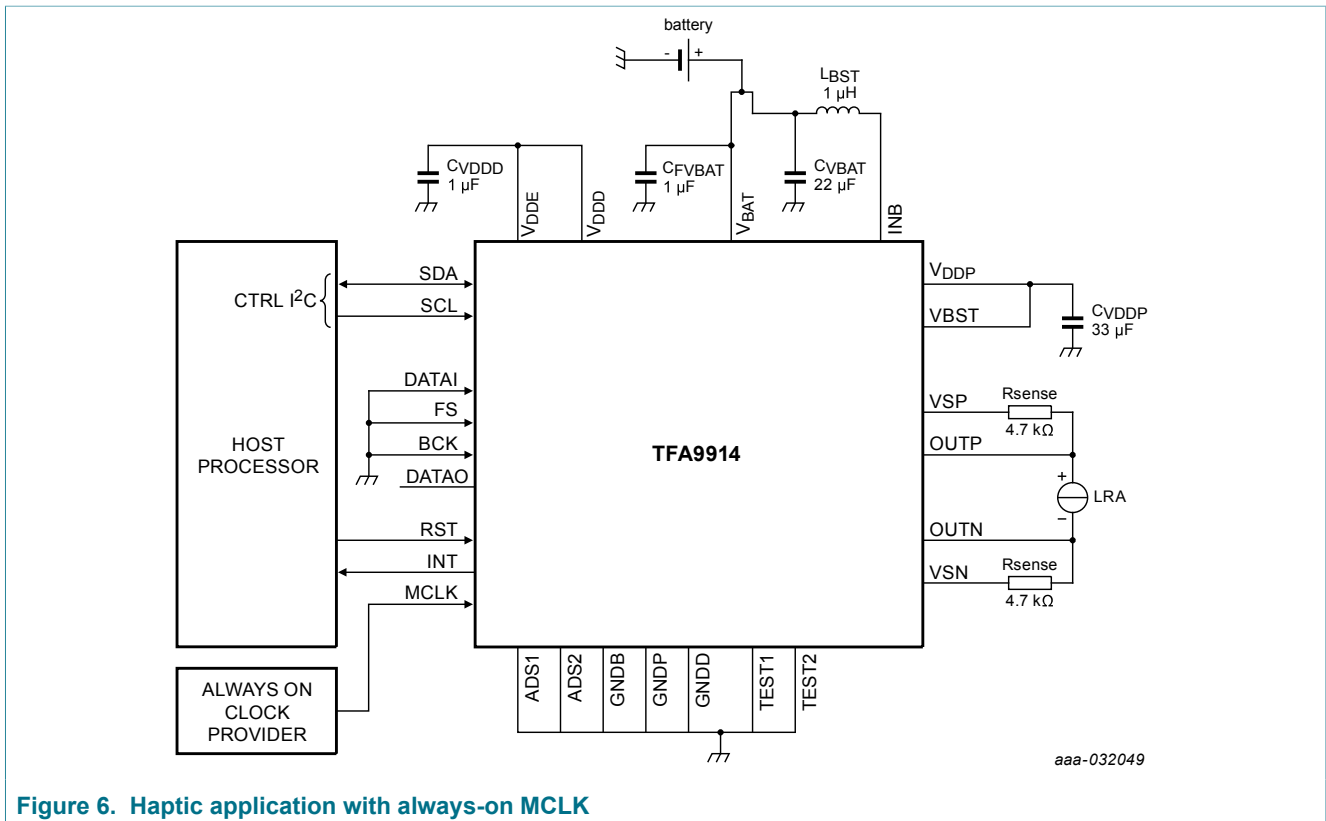 battery
- +
LBST
1 µH
CVDDD
1 µF
CFVBAT
1 µF
CVBAT
22 µF
VDDE
VDDD
VBAT
INB
CTRL I2C
SDA
SCL
VDDP
VBST
CVDDP
33 µF
DATAI
FS
BCK
DATAO
HOST
PROCESSOR
TFA9914
VSP
Rsense
4.7 kΩ
OUTP
+
LRA
−
OUTN
VSN
Rsense
4.7 kΩ
RST
INT
MCLK
ALWAYS ON
CLOCK
PROVIDER
ADS1
ADS2
GNDB
GNDP
GNDD
TEST1
TEST2
aaa-032049
Figure 6. Haptic application with always-on MCLK